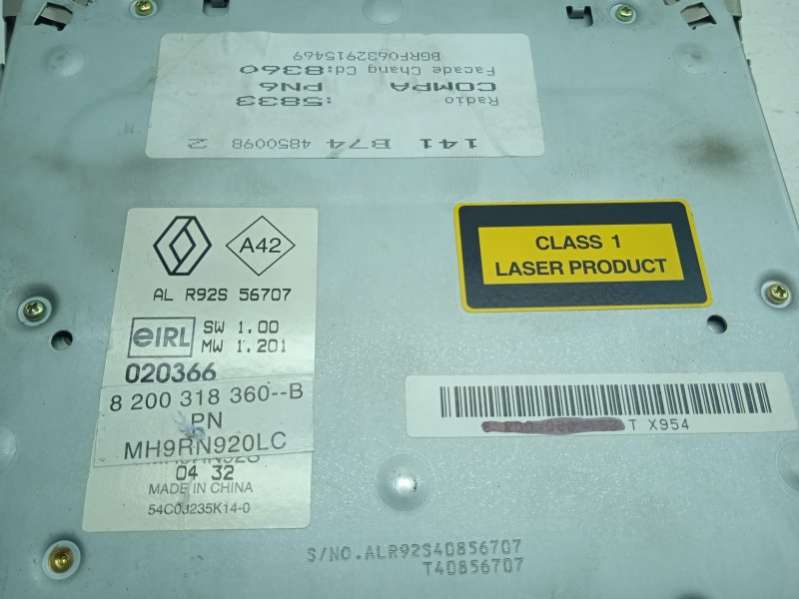 BGRF0632915469
Facade Chang Cd:8360
COMPA PN6
Radio :5833
141 B74 4850098 2
A42
AL R92S 56707
eIRL
SW 1.00
MW 1.201
020366
8 200 318 360--B
PN
MH9RN920LC
04 32
MADE IN CHINA
54C0J235K14-0
CLASS 1
LASER PRODUCT
T X954
S/NO.ALR92S40856707
T40856707